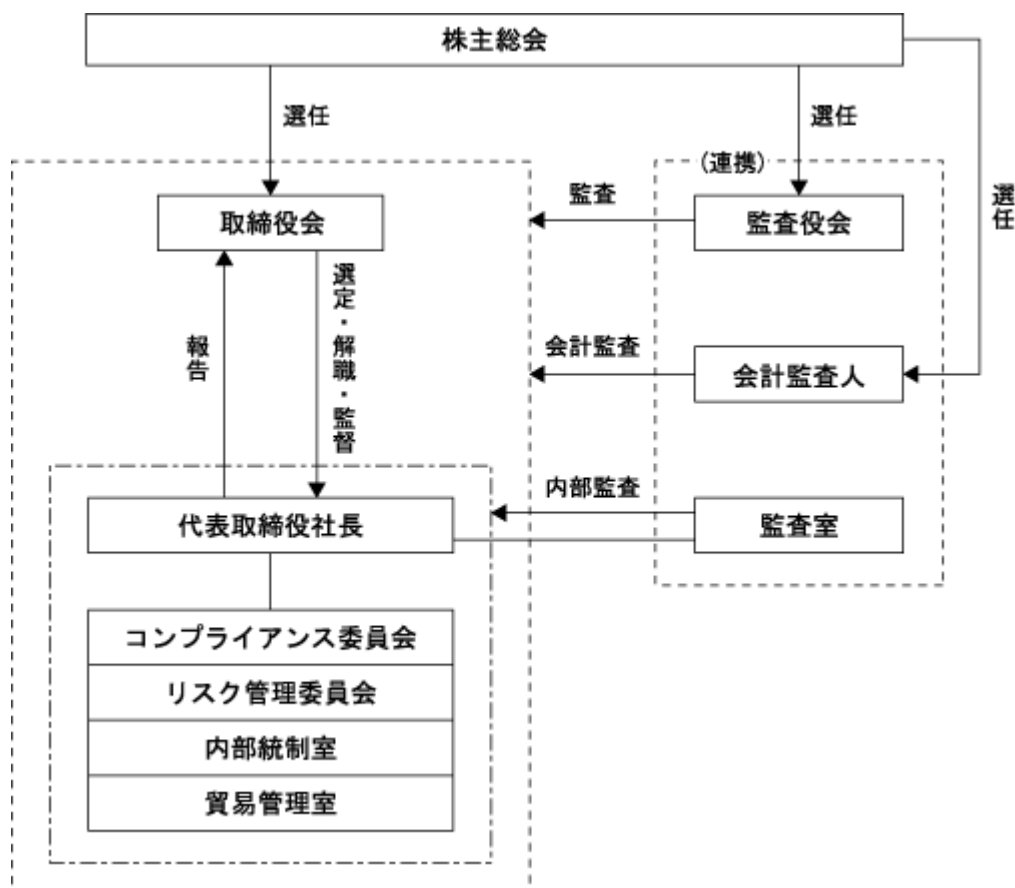 株主総会
選任
選任
選任
(連携)
取締役会
監査
監査役会
選定・解職・監督
報告
会計監査
会計監査人
内部監査
代表取締役社長
監査室
コンプライアンス委員会
リスク管理委員会
内部統制室
貿易管理室